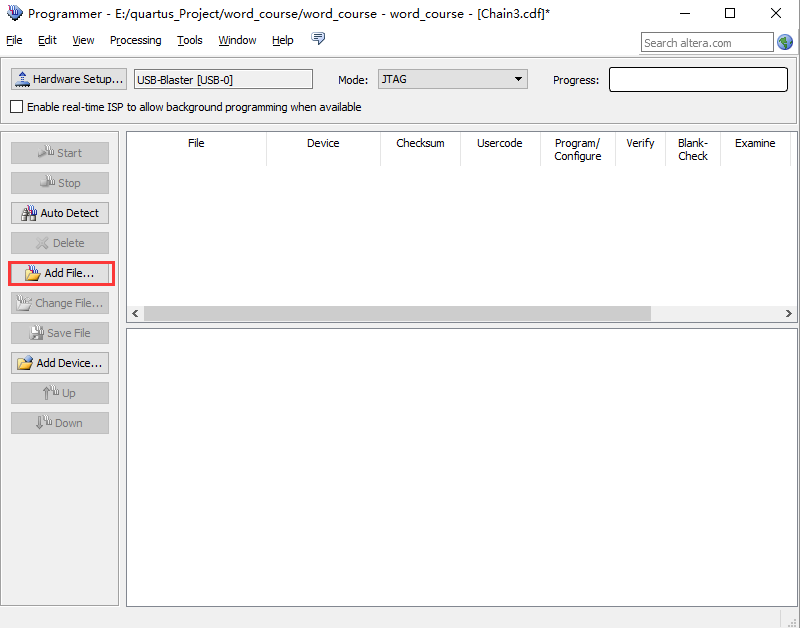 Programmer - E:/quartus_Project/word_course/word_course - word_course - [Chain3.cdf]*
File Edit View Processing Tools Window Help
Search altera.com
Hardware Setup... USB-Blaster [USB-0] Mode: JTAG Progress:
Enable real-time ISP to allow background programming when available
File Device Checksum Usercode Program/ Configure Verify Blank- Check Examine
Start
Stop
Auto Detect
Delete
Add File...
Change File...
Save File
Add Device...
Up
Down